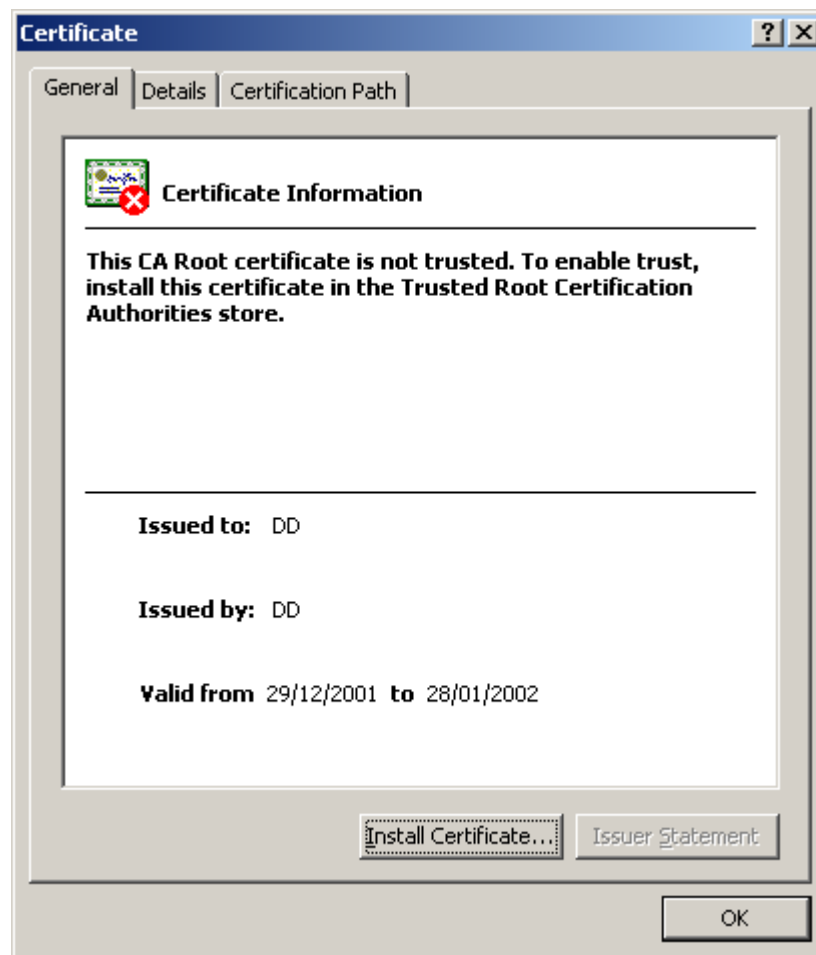 Certificate
General Details Certification Path
Certificate Information
This CA Root certificate is not trusted. To enable trust,
install this certificate in the Trusted Root Certification
Authorities store.
Issued to: DD
Issued by: DD
Valid from 29/12/2001 to 28/01/2002
Install Certificate... Issuer Statement
OK